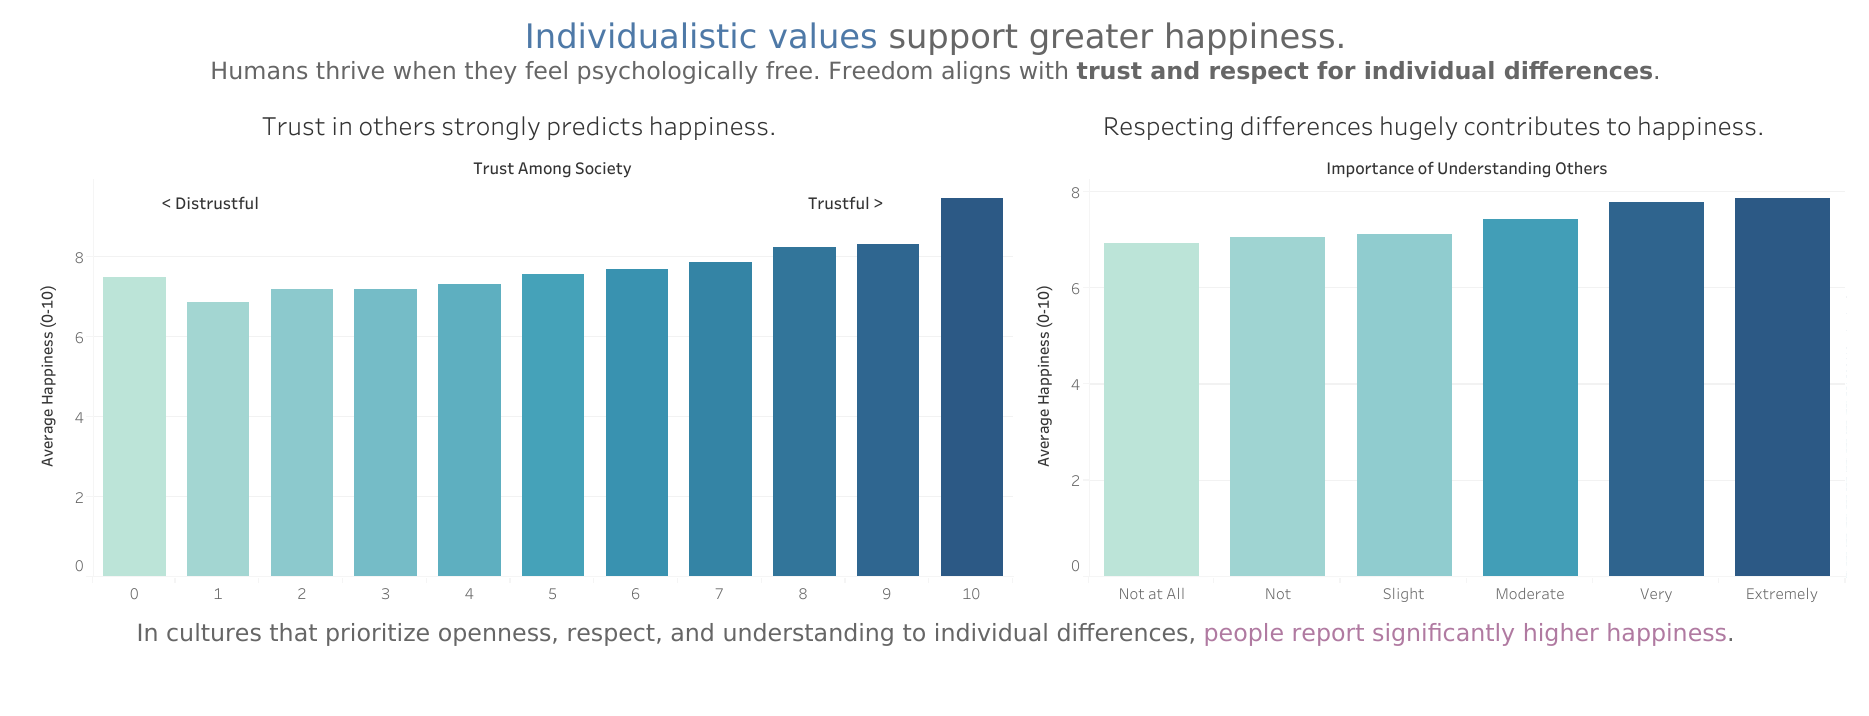 Individualistic values support greater happiness.
Humans thrive when they feel psychologically free. Freedom aligns with trust and respect for individual differences.
Trust in others strongly predicts happiness.
Trust Among Society
< Distrustful
Trustful >
Average Happiness (0-10)
8
6
4
2
0
0 1 2 3 4 5 6 7 8 9 10
Respecting differences hugely contributes to happiness.
Importance of Understanding Others
Average Happiness (0-10)
8
6
4
2
0
Not at All Not Slight Moderate Very Extremely
In cultures that prioritize openness, respect, and understanding to individual differences, people report significantly higher happiness.